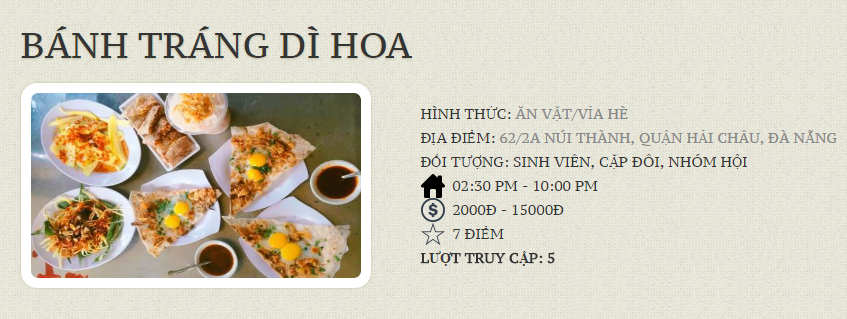 BÁNH TRÁNG DÌ HOA
HÌNH THỨC: ĂN VẶT/VỈA HÈ
ĐỊA ĐIỂM: 62/2A NÚI THÀNH, QUẬN HẢI CHÂU, ĐÀ NẴNG
ĐỐI TƯỢNG: SINH VIÊN, CẶP ĐÔI, NHÓM HỘI
02:30 PM - 10:00 PM
2000Đ - 15000Đ
7 ĐIỂM
LƯỢT TRUY CẬP: 5